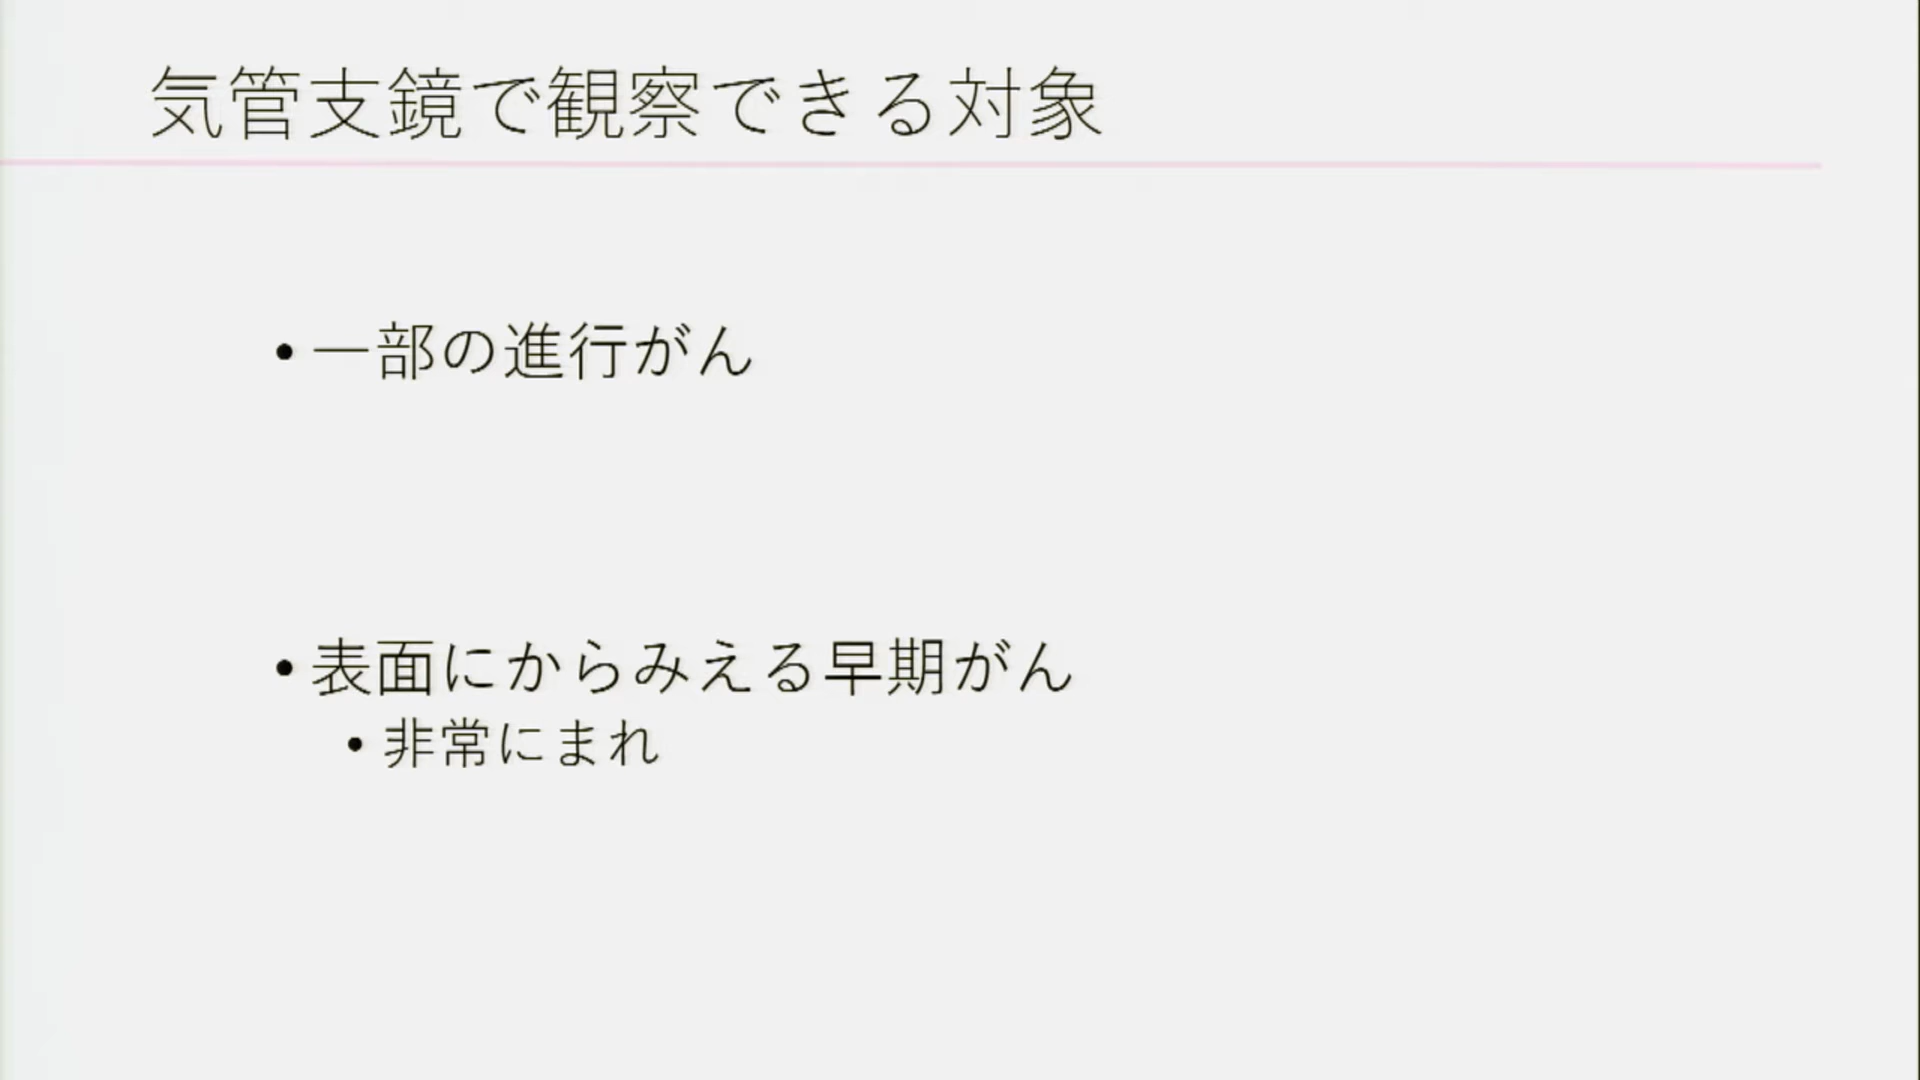 気管支鏡で観察できる対象
• 一部の進行がん
• 表面にからみえる早期がん
• 非常にまれ